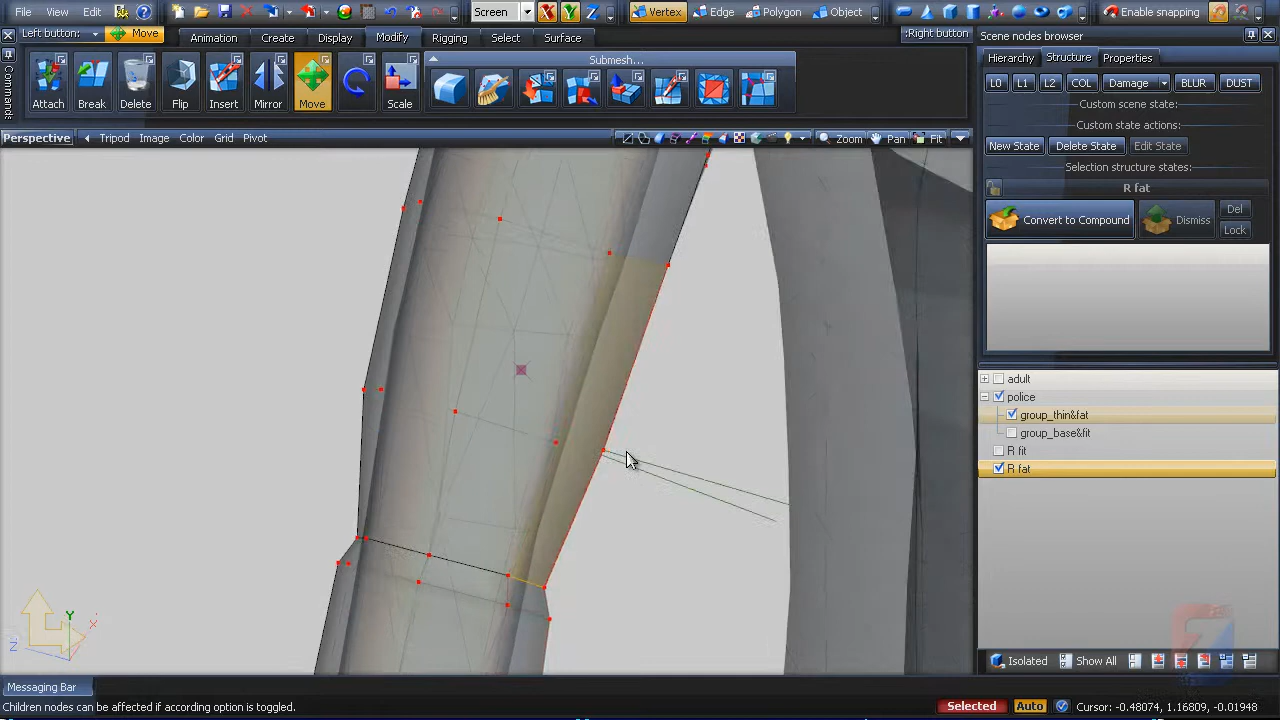 File View Edit Screen X Y Z Vertex Edge Polygon Object Enable snapping
Left button: Move :Right button Scene nodes browser
Animation Create Display Modify Rigging Select Surface
Hierarchy Structure Properties
Commands
Submesh...
L0 L1 L2 COL Damage BLUR DUST
Attach Break Delete Flip Insert Mirror Move Scale
Custom scene state:
Custom state actions:
New State Delete State Edit State
Perspective Tripod Image Color Grid Pivot Zoom Pan Fit
Selection structure states:
R fat
Convert to Compound Dismiss Del
Lock
adult
police
group_thin&fat
group_base&fit
R fit
R fat
Y
X
Z
Isolated Show All
Messaging Bar
Children nodes can be affected if according option is toggled. Selected Auto Cursor: -0.48074, 1.16809, -0.01948